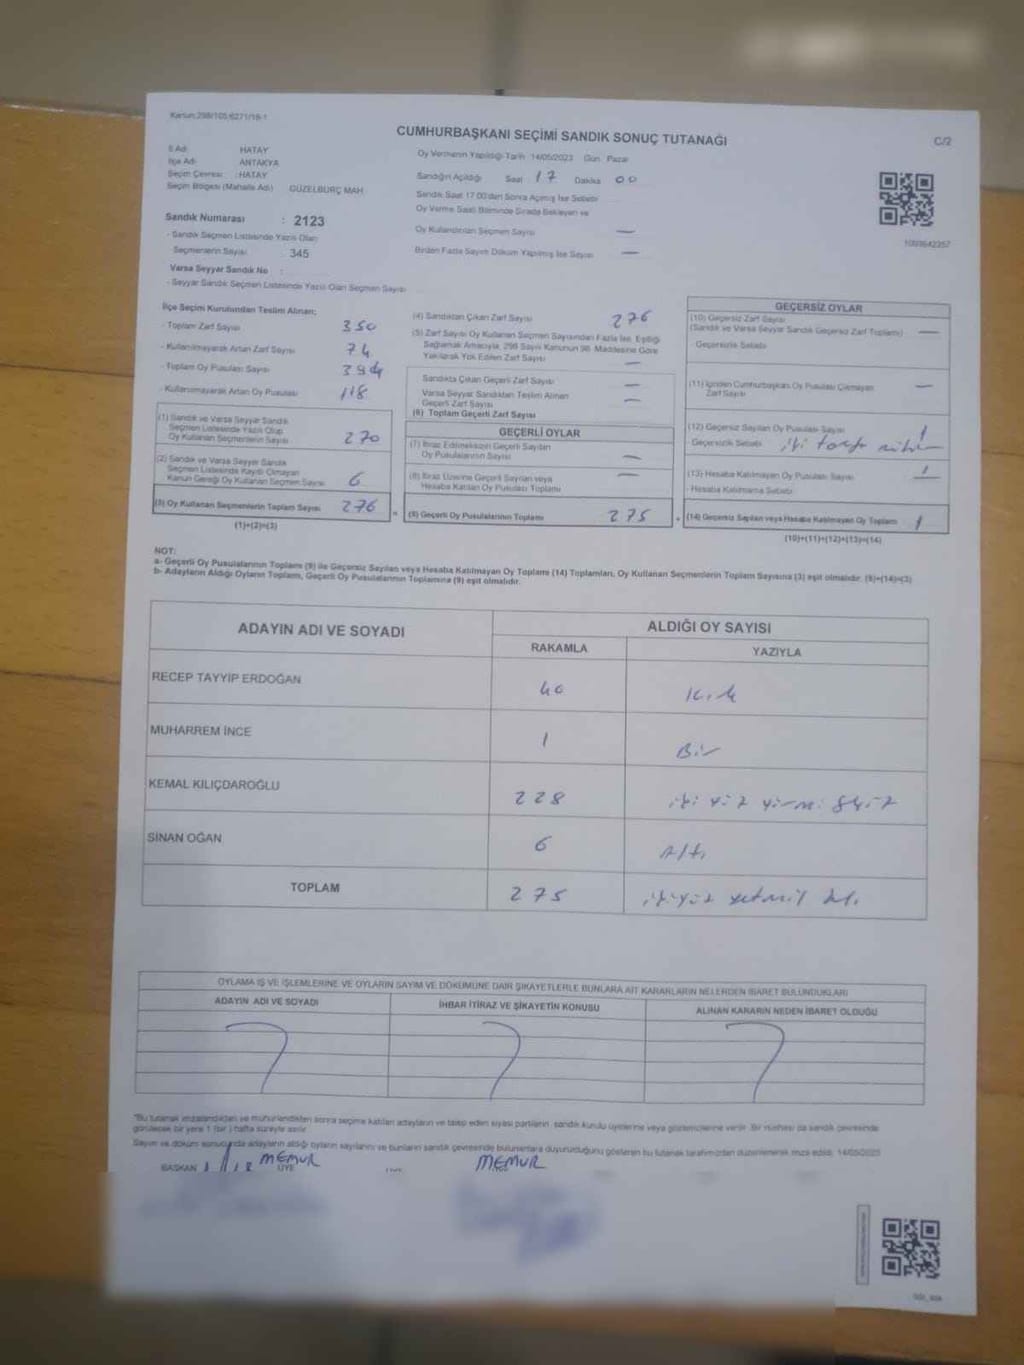 Kanun:298/105;6271/18-1
CUMHURBAŞKANI SEÇİMİ SANDIK SONUÇ TUTANAĞI
C/2
İl Adı HATAY
İlçe Adı ANTAKYA
Seçim Çevresi :HATAY
Seçim Bölgesi (Mahalle Adı) GÜZELBURÇ MAH
Sandık Numarası : 2123
- Sandık Seçmen Listesinde Yazılı Olan
Seçmenlerin Sayısı : 345
Varsa Seyyar Sandık No :
- Seyyar Sandık Seçmen Listesinde Yazılı Olan Seçmen Sayısı
Oy Vermenin Yapıldığı Tarih 14/05/2023 Gün Pazar
Sandığın Açıldığı Saat 17 Dakika 00
Sandık Saat 17:00'den Sonra Açılmış İse Sebebi
Oy Verme Saati Bitiminde Sırada Bekleyen ve
Oy Kullandırılan Seçmen Sayısı —
Birden Fazla Sayım Döküm Yapılmış İse Sayısı —
İlçe Seçim Kurulundan Teslim Alınan;
- Toplam Zarf Sayısı 350
- Kullanılmayarak Artan Zarf Sayısı 74
- Toplam Oy Pusulası Sayısı 394
- Kullanılmayarak Artan Oy Pusulası 118
(1) Sandık ve Varsa Seyyar Sandık
Seçmen Listesinde Yazılı Olup
Oy Kullanan Seçmenlerin Sayısı 270
(2) Sandık ve Varsa Seyyar Sandık
Seçmen Listesinde Kayıtlı Olmayan
Kanun Gereği Oy Kullanan Seçmen Sayısı 6
(3) Oy Kullanan Seçmenlerin Toplam Sayısı 276
(1)+(2)=(3)
(4) Sandıktan Çıkan Zarf Sayısı 276
(5) Zarf Sayısı Oy Kullanan Seçmen Sayısından Fazla İse, Eşitliği
Sağlamak Amacıyla, 298 Sayılı Kanunun 98. Maddesine Göre
Yakılarak Yok Edilen Zarf Sayısı —
Sandıkta Çıkan Geçerli Zarf Sayısı —
Varsa Seyyar Sandıktan Teslim Alınan
Geçerli Zarf Sayısı —
(6) Toplam Geçerli Zarf Sayısı
GEÇERLİ OYLAR
(7) İtiraz Edilmeksizin Geçerli Sayılan
Oy Pusulalarının Sayısı —
(8) İtiraz Üzerine Geçerli Sayılan veya
Hesaba Katılan Oy Pusulası Toplamı —
(9) Geçerli Oy Pusulalarının Toplamı 275
GEÇERSİZ OYLAR
(10) Geçersiz Zarf Sayısı
(Sandık ve Varsa Seyyar Sandık Geçersiz Zarf Toplamı) —
- Geçersizlik Sebebi
(11) İçinden Cumhurbaşkanı Oy Pusulası Çıkmayan
Zarf Sayısı —
(12) Geçersiz Sayılan Oy Pusulası Sayısı 1
Geçersizlik Sebebi iki
(13) Hesaba Katılmayan Oy Pusulası Sayısı
- Hesaba Katılmama Sebebi
(14) Geçersiz Sayılan veya Hesaba Katılmayan Oy Toplamı 1
(10)+(11)+(12)+(13)=(14)
NOT:
a- Geçerli Oy Pusulalarının Toplamı (9) ile Geçersiz Sayılan veya Hesaba Katılmayan Oy Toplamı (14) Toplamları, Oy Kullanan Seçmenlerin Toplam Sayısına (3) eşit olmalıdır. (9)+(14)=(3)
b- Adayların Aldığı Oyların Toplamı, Geçerli Oy Pusulalarının Toplamına (9) eşit olmalıdır.
ADAYIN ADI VE SOYADI
ALDIĞI OY SAYISI
RAKAMLA YAZIYLA
RECEP TAYYİP ERDOĞAN 40 Kırk
MUHARREM İNCE 1 Bir
KEMAL KILIÇDAROĞLU 228 iki yüz yirmi sekiz
SİNAN OĞAN 6 Altı
TOPLAM 275 ikiyüz yetmiş
OYLAMA İŞ VE İŞLEMLERİNE VE OYLARIN SAYIM VE DÖKÜMÜNE DAİR ŞİKAYETLERLE BUNLARA AİT KARARLARIN NELERDEN İBARET BULUNDUKLARI
ADAYIN ADI VE SOYADI İHBAR İTİRAZ VE ŞİKAYETİN KONUSU ALINAN KARARIN NEDEN İBARET OLDUĞU
*Bu tutanak imzalandıktan ve mühürlendikten sonra seçime katılan adayların ve talep eden siyasi partilerin, sandık kurulu üyelerine veya gözlemcilerine verilir. Bir nüshası da sandık çevresinde
görülecek bir yere 1 (bir) hafta süreyle asılır.
Sayım ve döküm sonucunda adayların aldığı oyların sayılarını ve bunların sandık çevresinde bulunanlara duyurulduğunu gösteren bu tutanak tarafımızdan düzenlenerek imza edildi. 14/05/2023
BAŞKAN MEMUR ÜYE MEMUR